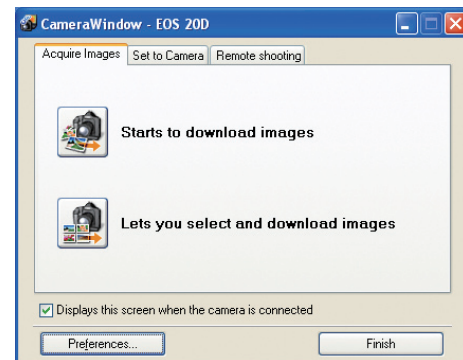 CameraWindow - EOS 20D
Acquire Images Set to Camera Remote shooting
Starts to download images
Lets you select and download images
Displays this screen when the camera is connected
Preferences... Finish